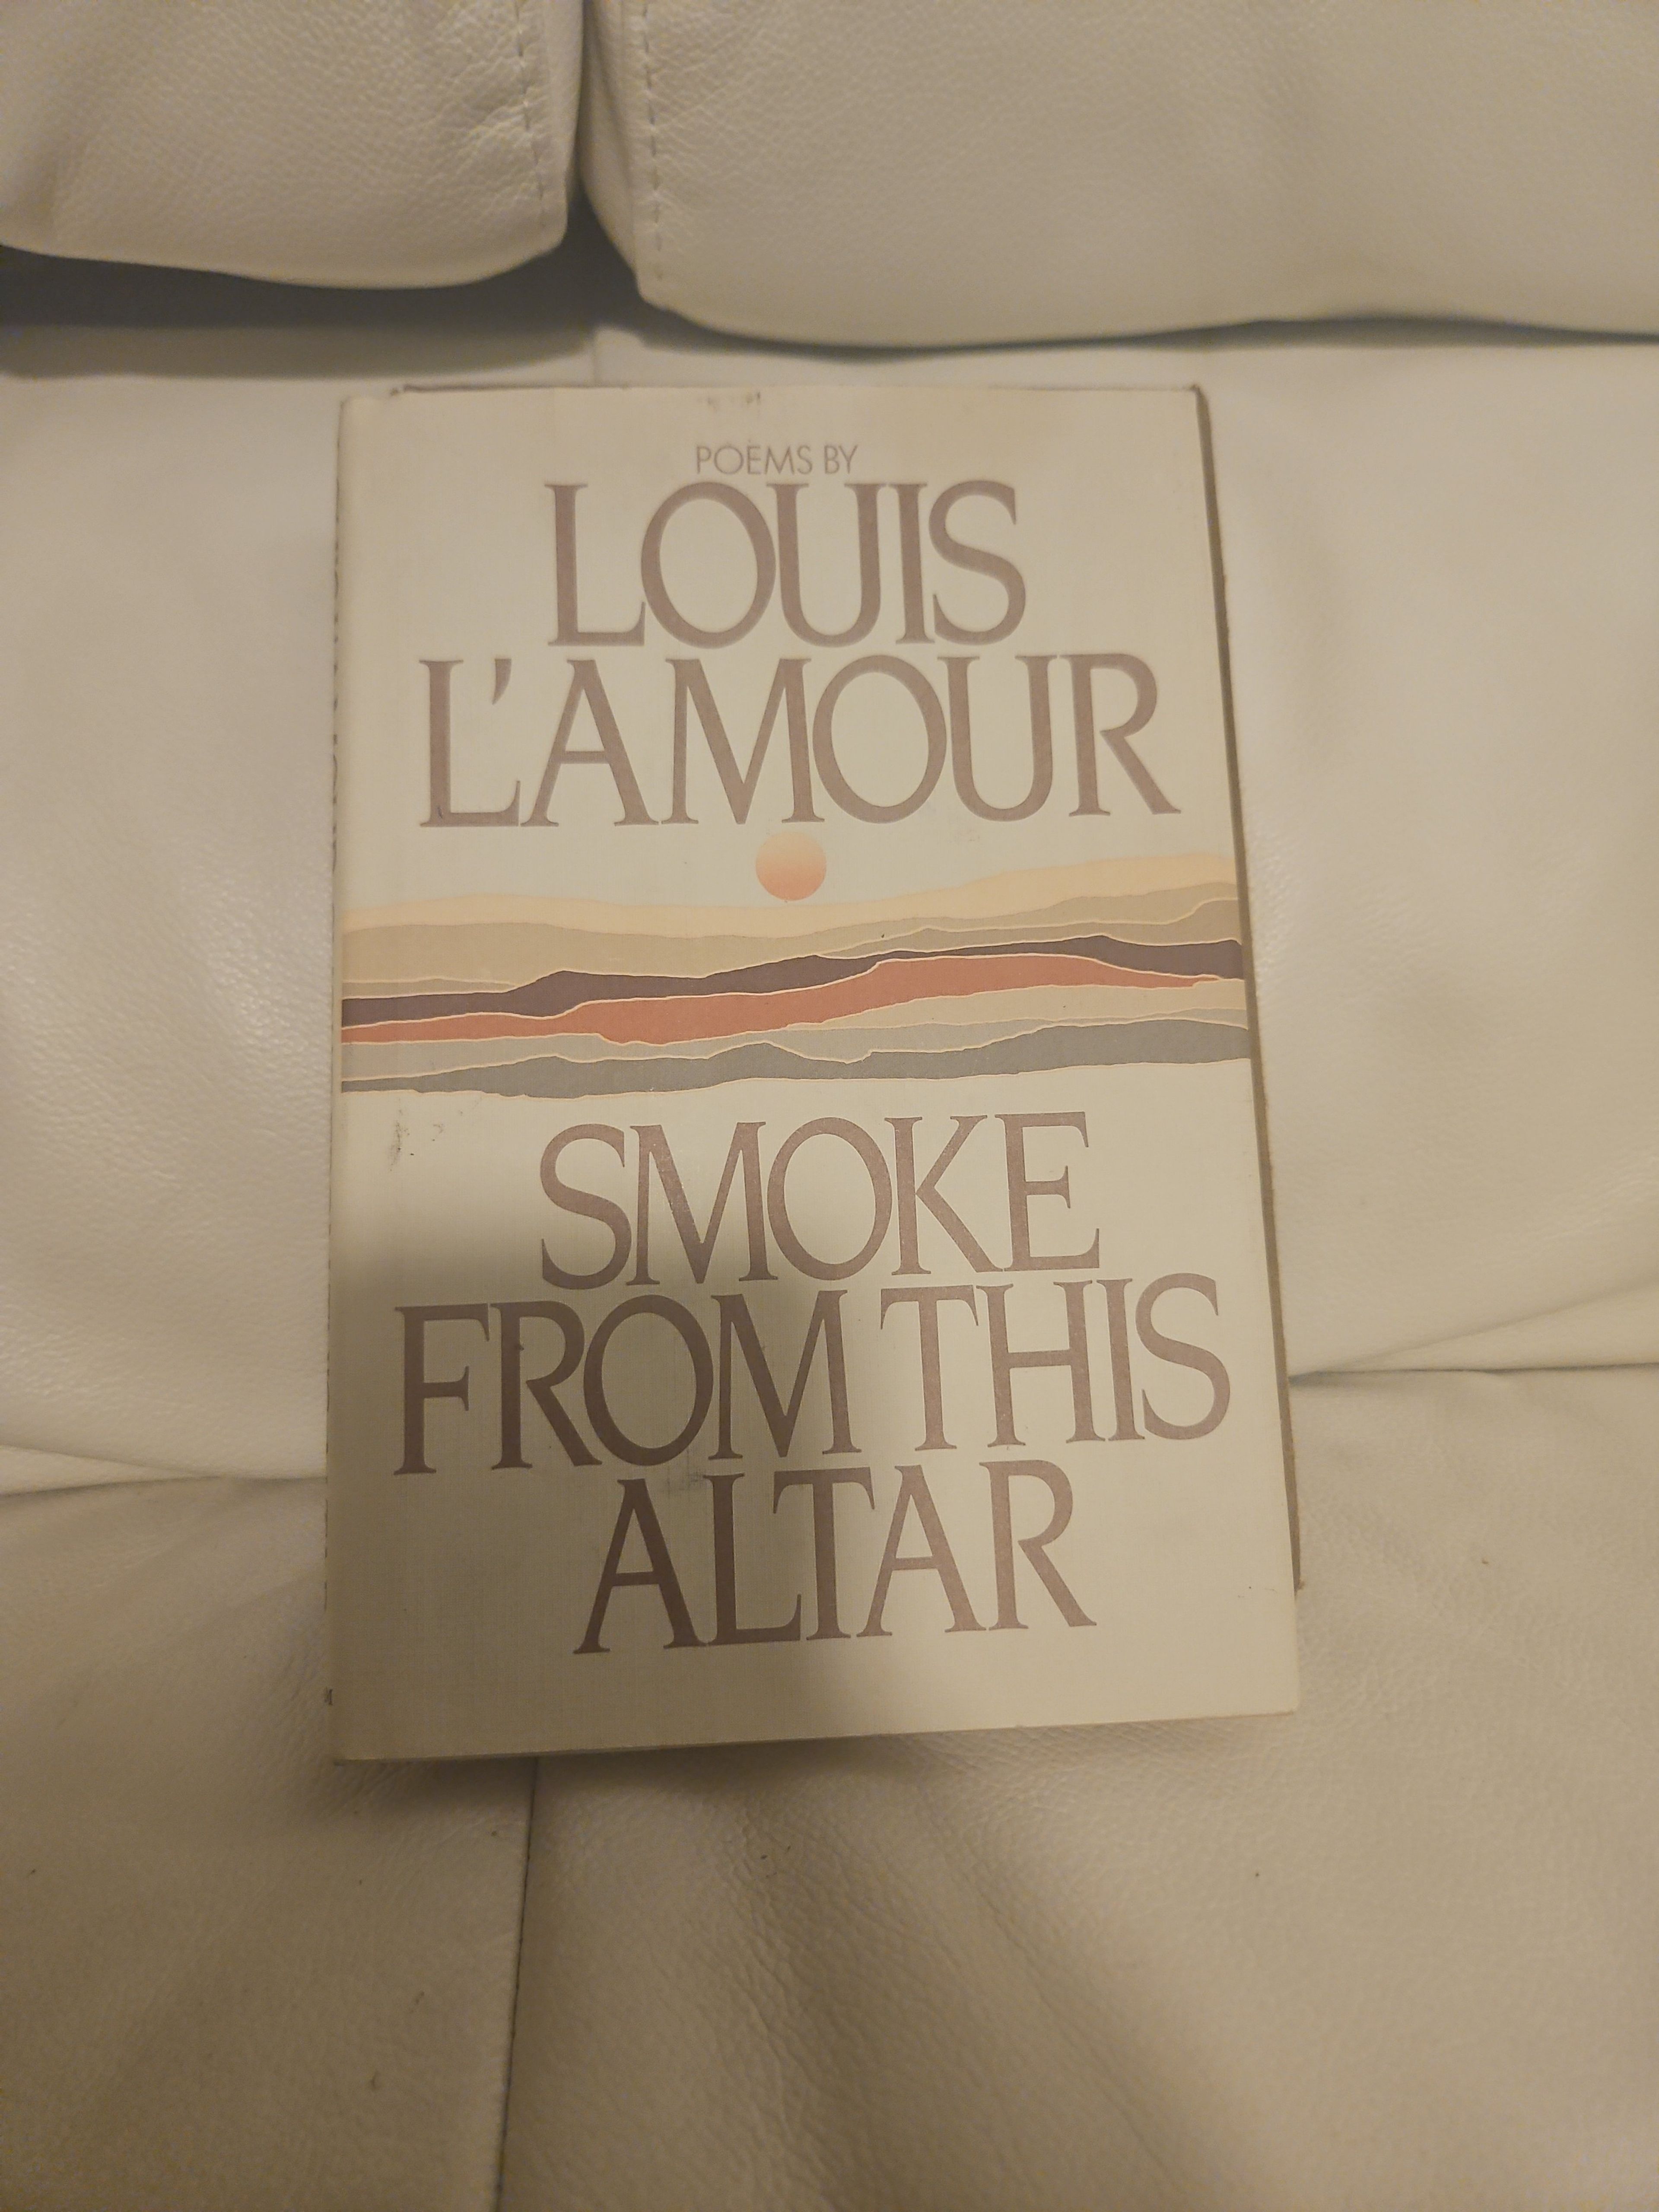 POEMS BY
LOUIS
L'AMOUR
SMOKE
FROM THIS
ALTAR